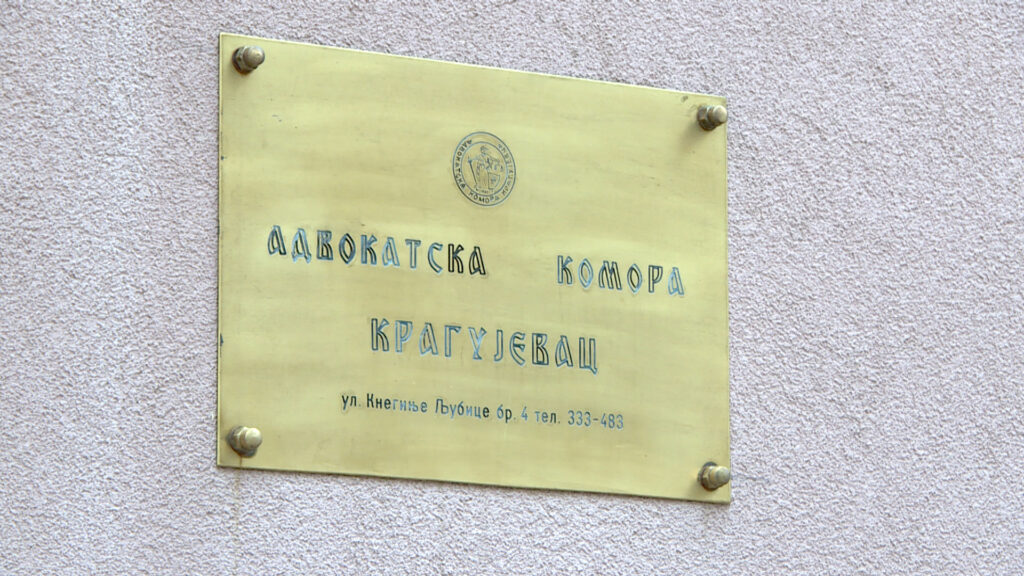 АДВОКАТСКА КОМОРА
КРАГУЈЕВАЦ
ул. Кнегиње Љубице бр. 4 тел. 333-483